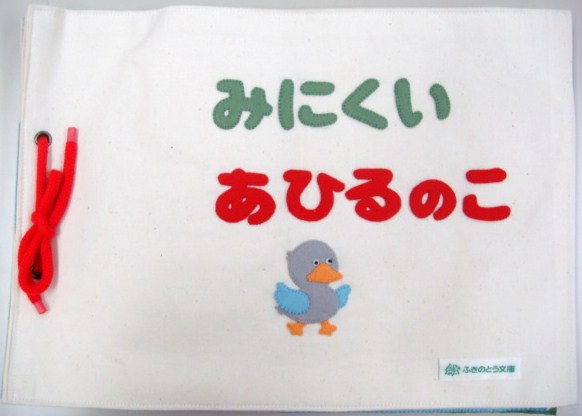 みにくい
あひるのこ
ふきのとう文庫